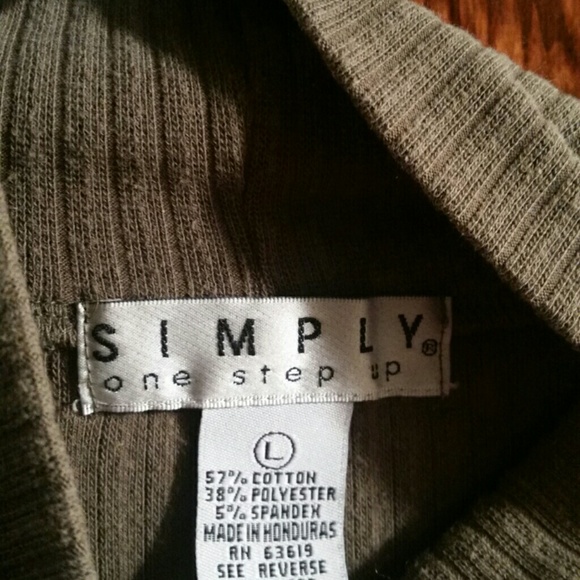 SIMPLY®
one step up
L
57% COTTON
38% POLYESTER
5% SPANDEX
MADE IN HONDURAS
RN 63619
SEE REVERSE